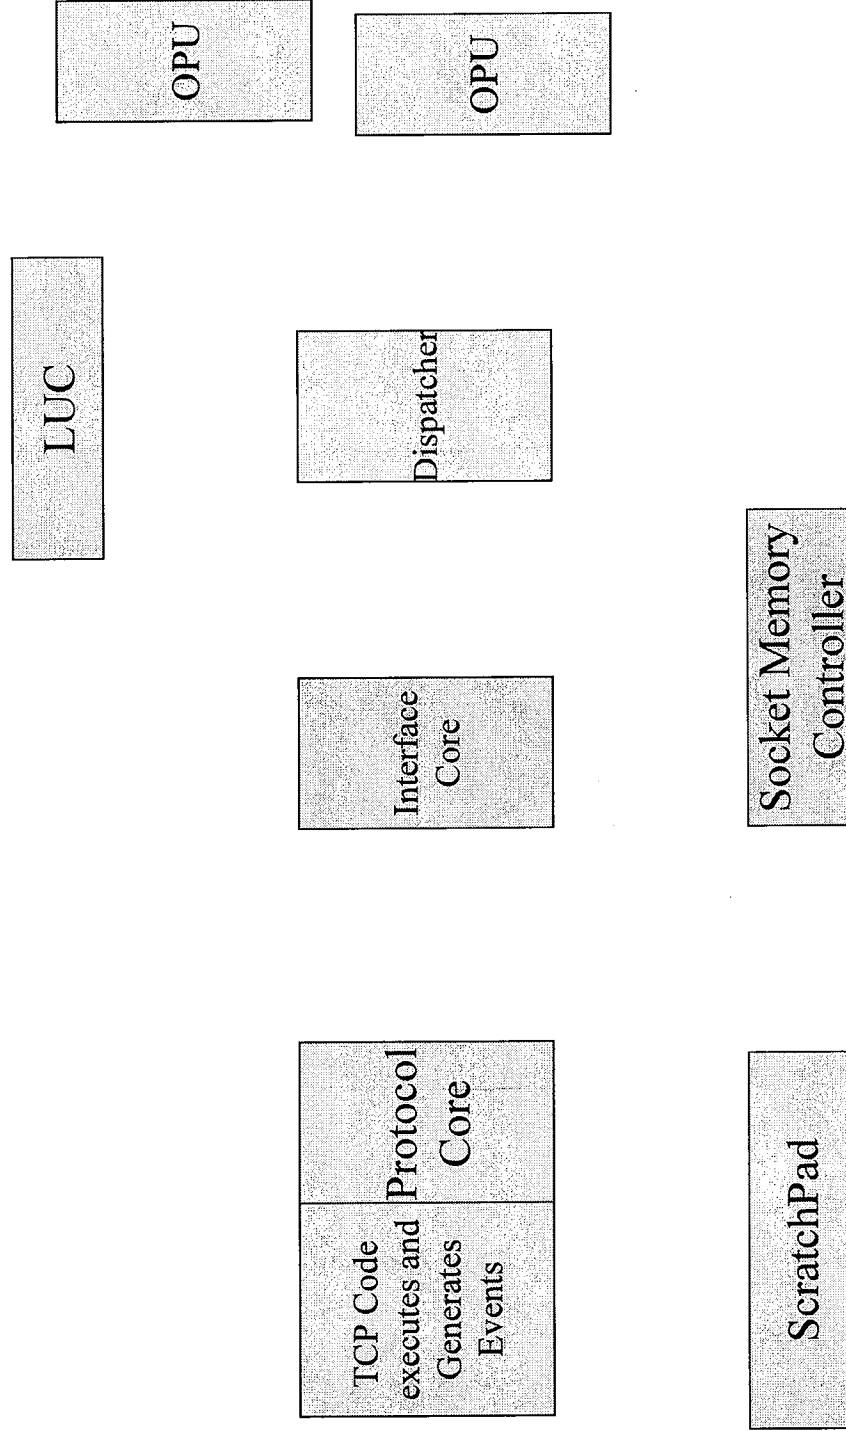 LUC
OPU
TCP Code
executes and
Generates
Events
Protocol
Core
Interface
Core
Dispatcher
OPU
ScratchPad
Socket Memory
Controller